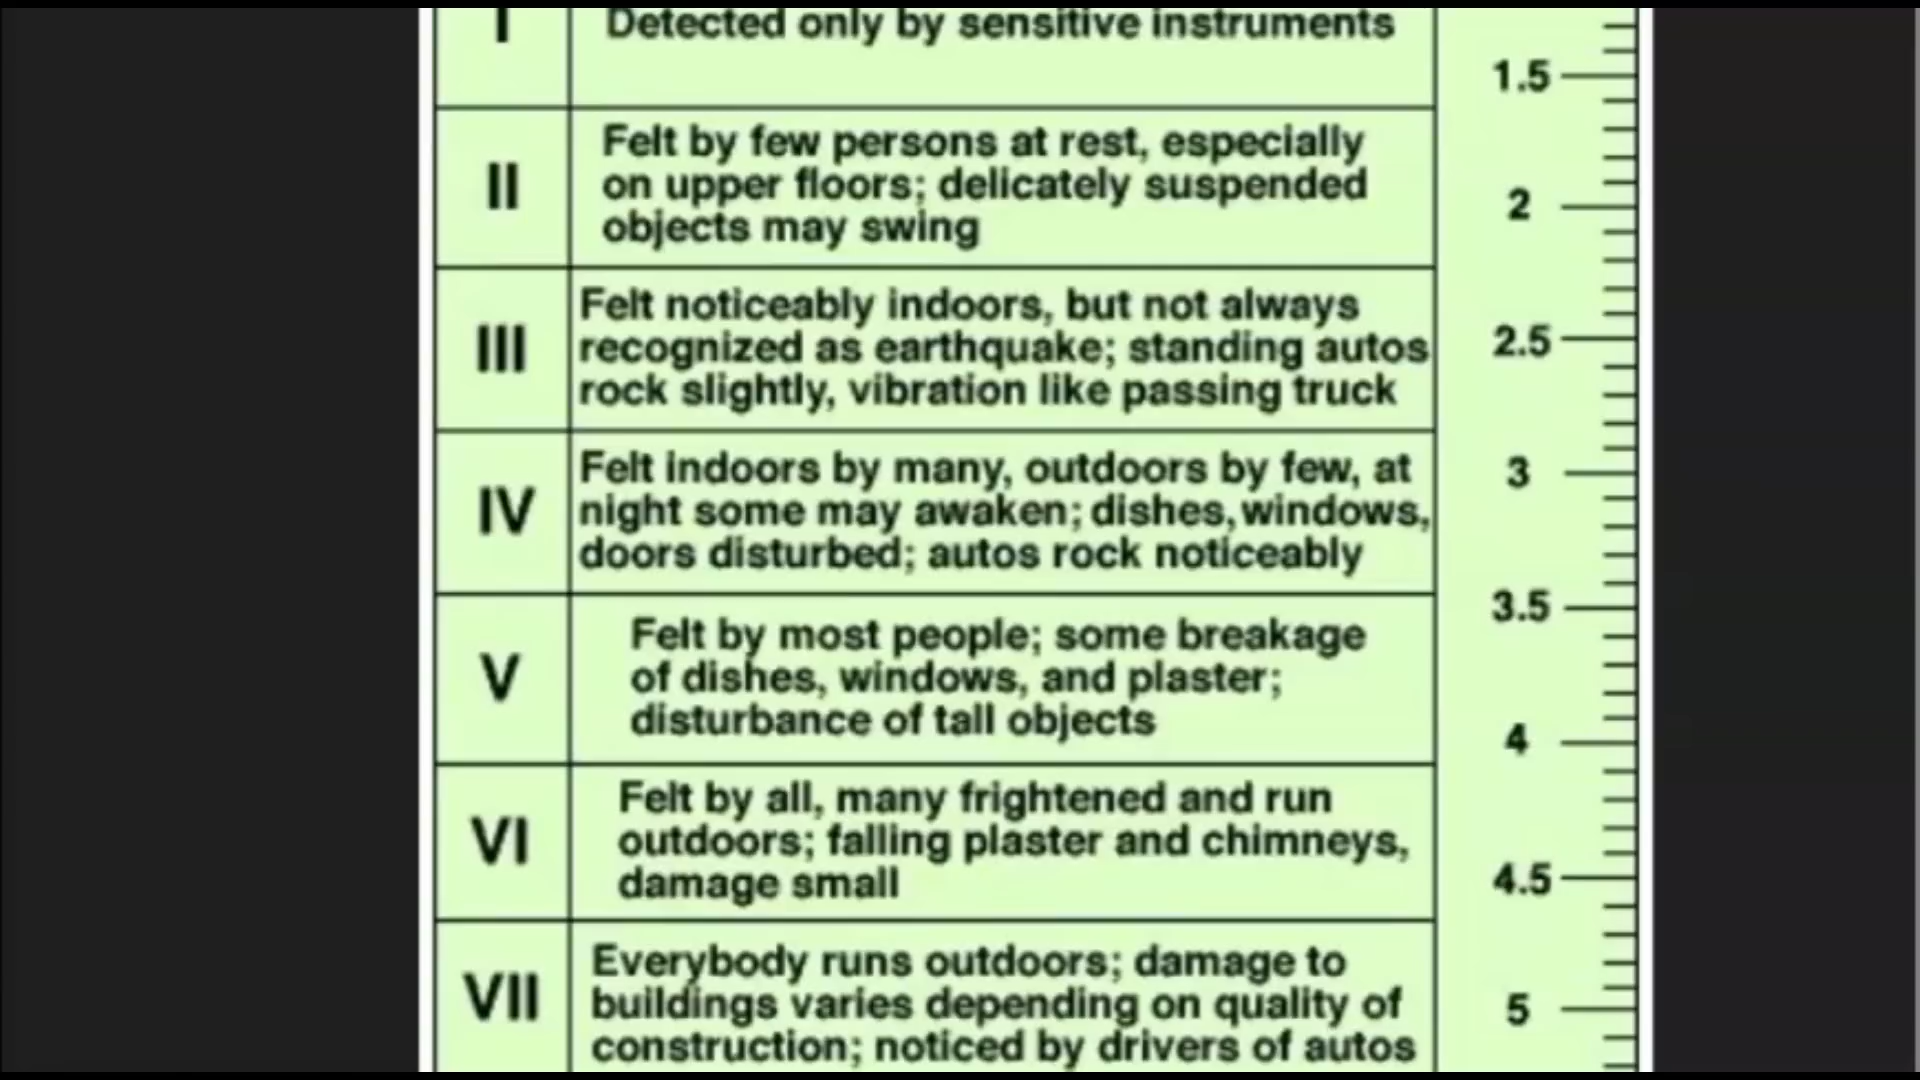 I
Detected only by sensitive instruments
1.5
II
Felt by few persons at rest, especially
on upper floors; delicately suspended
objects may swing
2
III
Felt noticeably indoors, but not always
recognized as earthquake; standing autos
rock slightly, vibration like passing truck
2.5
IV
Felt indoors by many, outdoors by few, at
night some may awaken; dishes, windows,
doors disturbed; autos rock noticeably
3
3.5
V
Felt by most people; some breakage
of dishes, windows, and plaster;
disturbance of tall objects
4
VI
Felt by all, many frightened and run
outdoors; falling plaster and chimneys,
damage small
4.5
VII
Everybody runs outdoors; damage to
buildings varies depending on quality of
construction; noticed by drivers of autos
5